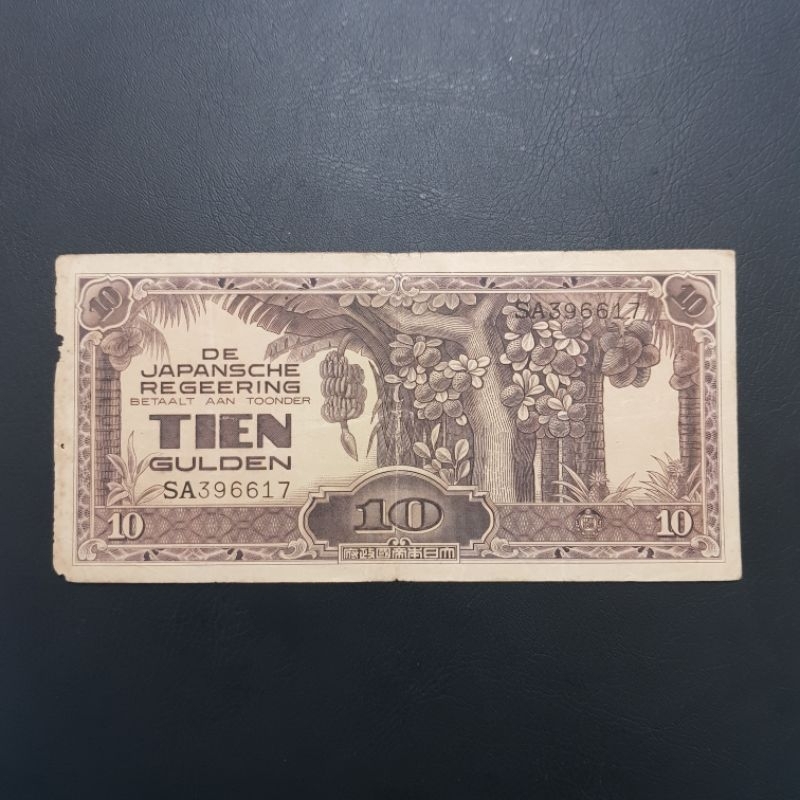 10
10
SA396617
DE
JAPANSCHE
REGEERING
BETAALT AAN TOONDER
TIEN
GULDEN
SA396617
10
10
10
府政國帝本日大